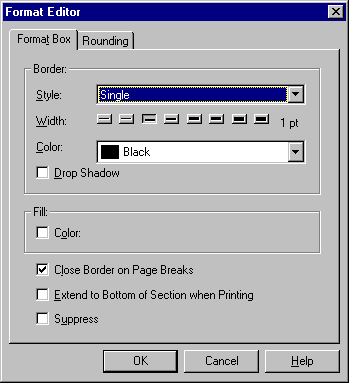 Format Editor
Format Box Rounding
Border:
Style: Single
Width: 1 pt
Color: Black
Drop Shadow
Fill:
Color:
Close Border on Page Breaks
Extend to Bottom of Section when Printing
Suppress
OK Cancel Help